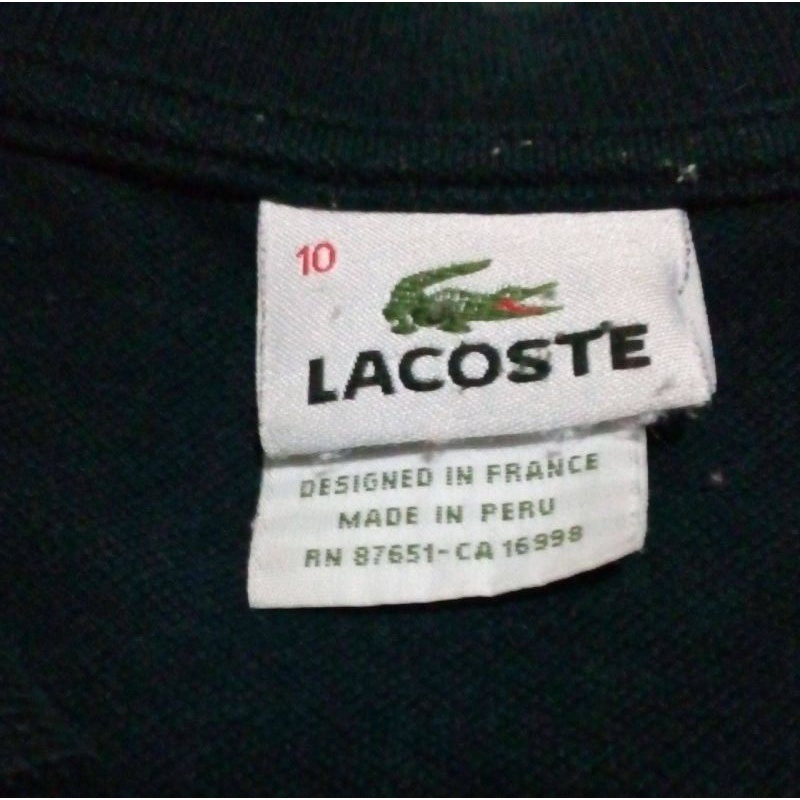 10
LACOSTE
DESIGNED IN FRANCE
MADE IN PERU
RN 87651-CA 16998